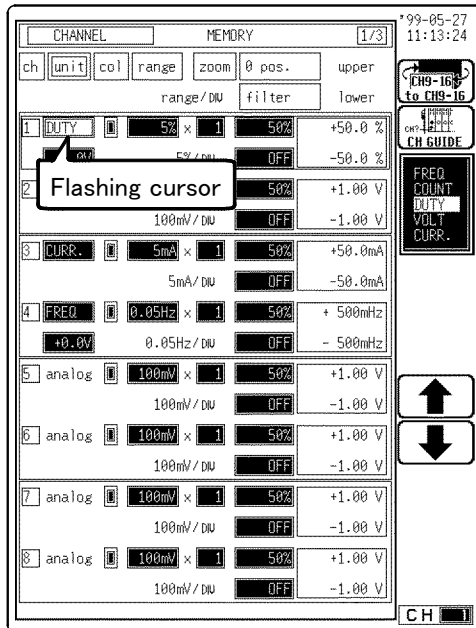 CHANNEL MEMORY 1/3
'99-05-27
11:13:24
ch unit col range zoom 0 pos. upper
range/DIV filter lower
CH9-16
to CH9-16
CH?
CH GUIDE
FREQ
COUNT
DUTY
VOLT
CURR.
1 DUTY 5% × 1 50% +50.0 %
0V 5%/DIV OFF -50.0 %
Flashing cursor
2 50% +1.00 V
100mV/DIV OFF -1.00 V
3 CURR. 5mA × 1 50% +50.0mA
5mA/DIV OFF -50.0mA
4 FREQ 0.05Hz × 1 50% + 500mHz
+0.0V 0.05Hz/DIV OFF - 500mHz
5 analog 100mV × 1 50% +1.00 V
100mV/DIV OFF -1.00 V
6 analog 100mV × 1 50% +1.00 V
100mV/DIV OFF -1.00 V
7 analog 100mV × 1 50% +1.00 V
100mV/DIV OFF -1.00 V
8 analog 100mV × 1 50% +1.00 V
100mV/DIV OFF -1.00 V
CH 1